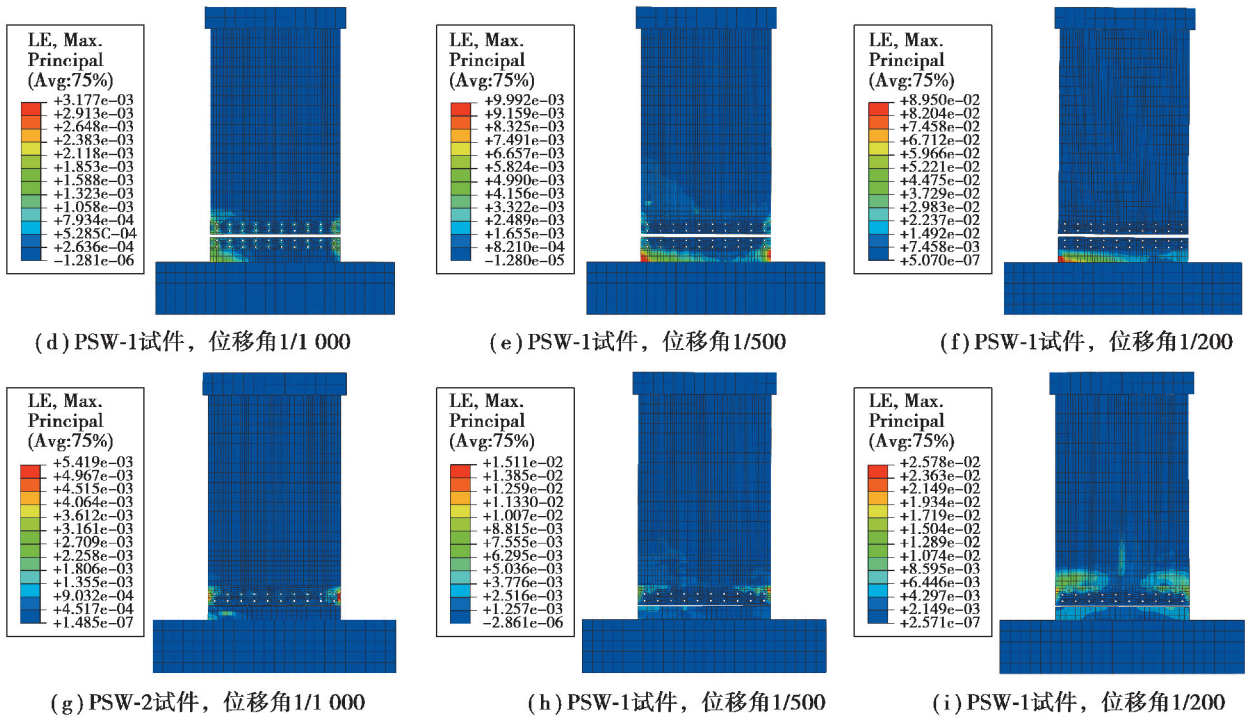 LE, Max.
Principal
(Avg:75%)
+3.177e-03
+2.913e-03
+2.648e-03
+2.383e-03
+2.118e-03
+1.853e-03
+1.588e-03
+1.323e-03
+1.058e-03
+7.934e-04
+5.285C-04
+2.636e-04
-1.281e-06
(d)PSW-1试件，位移角1/1 000
LE, Max.
Principal
(Avg:75%)
+9.992e-03
+9.159e-03
+8.325e-03
+7.491e-03
+6.657e-03
+5.824e-03
+4.990e-03
+4.156e-03
+3.322e-03
+2.489e-03
+1.655e-03
+8.210e-04
-1.280e-05
(e)PSW-1试件，位移角1/500
LE, Max.
Principal
(Avg:75%)
+8.950e-02
+8.204e-02
+7.458e-02
+6.712e-02
+5.966e-02
+5.221e-02
+4.475e-02
+3.729e-02
+2.983e-02
+2.237e-02
+1.492e-02
+7.458e-03
+5.070e-07
(f)PSW-1试件，位移角1/200
LE, Max.
Principal
(Avg:75%)
+5.419e-03
+4.967e-03
+4.515e-03
+4.064e-03
+3.612e-03
+3.161e-03
+2.709e-03
+2.258e-03
+1.806e-03
+1.355e-03
+9.032e-04
+4.517e-04
+1.485e-07
(g)PSW-2试件，位移角1/1 000
LE, Max.
Principal
(Avg:75%)
+1.511e-02
+1.385e-02
+1.259e-02
+1.1330e-02
+1.007e-02
+8.815e-03
+7.555e-03
+6.295e-03
+5.036e-03
+3.776e-03
+2.516e-03
+1.257e-03
-2.861e-06
(h)PSW-1试件，位移角1/500
LE, Max.
Principal
(Avg:75%)
+2.578e-02
+2.363e-02
+2.149e-02
+1.934e-02
+1.719e-02
+1.504e-02
+1.289e-02
+1.074e-02
+8.595e-03
+6.446e-03
+4.297e-03
+2.149e-03
+2.571e-07
(i)PSW-1试件，位移角1/200